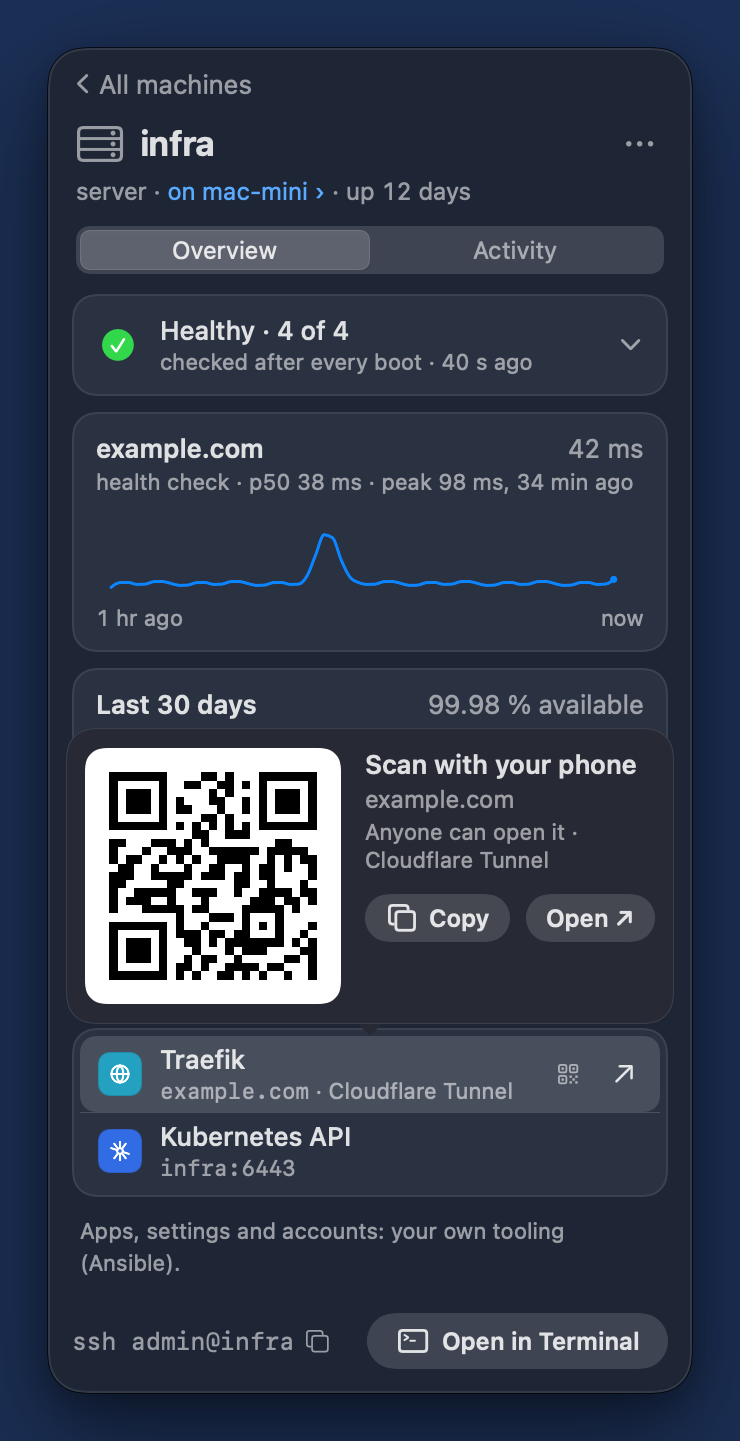 All machines
infra
server · on mac-mini › · up 12 days
Overview
Activity
Healthy · 4 of 4
checked after every boot · 40 s ago
example.com
42 ms
health check · p50 38 ms · peak 98 ms, 34 min ago
1 hr ago
now
Last 30 days
99.98 % available
Scan with your phone
example.com
Anyone can open it ·
Cloudflare Tunnel
Copy
Open
Traefik
example.com · Cloudflare Tunnel
Kubernetes API
infra:6443
Apps, settings and accounts: your own tooling
(Ansible).
ssh admin@infra
Open in Terminal